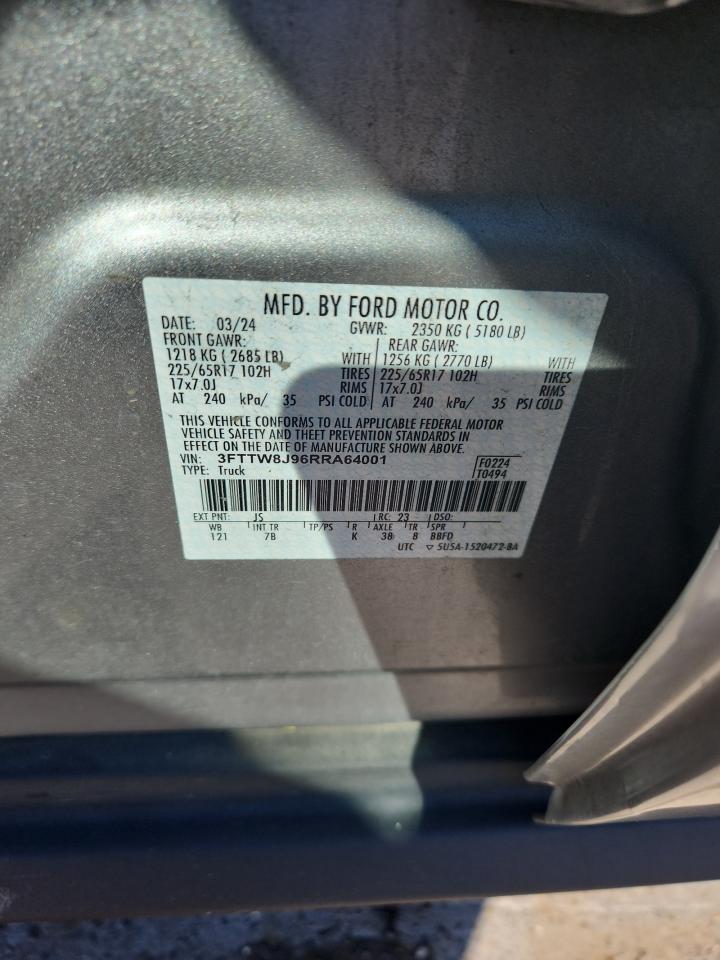 MFD. BY FORD MOTOR CO.
DATE: 03/24 GVWR: 2350 KG ( 5180 LB)
FRONT GAWR: REAR GAWR:
1218 KG ( 2685 LB) WITH 1256 KG ( 2770 LB) WITH
225/65R17 102H TIRES 225/65R17 102H TIRES
17x7.0J RIMS 17x7.0J RIMS
AT 240 kPa/ 35 PSI COLD AT 240 kPa/ 35 PSI COLD
THIS VEHICLE CONFORMS TO ALL APPLICABLE FEDERAL MOTOR
VEHICLE SAFETY AND THEFT PREVENTION STANDARDS IN
EFFECT ON THE DATE OF MANUFACTURE SHOWN ABOVE.
VIN: 3FTTW8J96RRA64001 F0224
TYPE: Truck T0494
EXT PNT: JS RC: 23 DSO:
WB INT TR TP/PS R AXLE TR SPR
121 7B K 38 8 BBFD
UTC ▽ 5U5A-1520472-BA